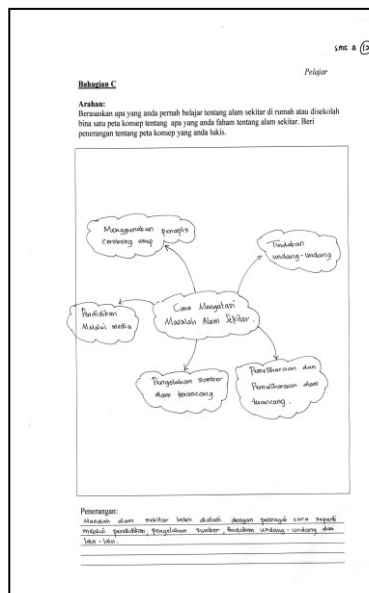 SMK A (12
Pelajar
Bahagian C
Arahan:
Berasaskan apa yang anda pernah belajar tentang alam sekitar di rumah atau disekolah
bina satu peta konsep tentang apa yang anda faham tentang alam sekitar. Beri
penerangan tentang peta konsep yang anda lukis.
Menggunakan penapis
cerobong asap
Tindakan
undang-undang
Cara Mengatasi
Masalah Alam Sekitar.
Pendidikan
Melalui media
Pengelolaan sumber
alam terancang
Pemeliharaan dan
Pemuliharaan alam
terancang.
Penerangan:
Masalah alam sekitar boleh diatasi dengan pelbagai cara seperti
melalui pendidikan, pengelolaan sumber, tindakan undang-undang dan
lain-lain.